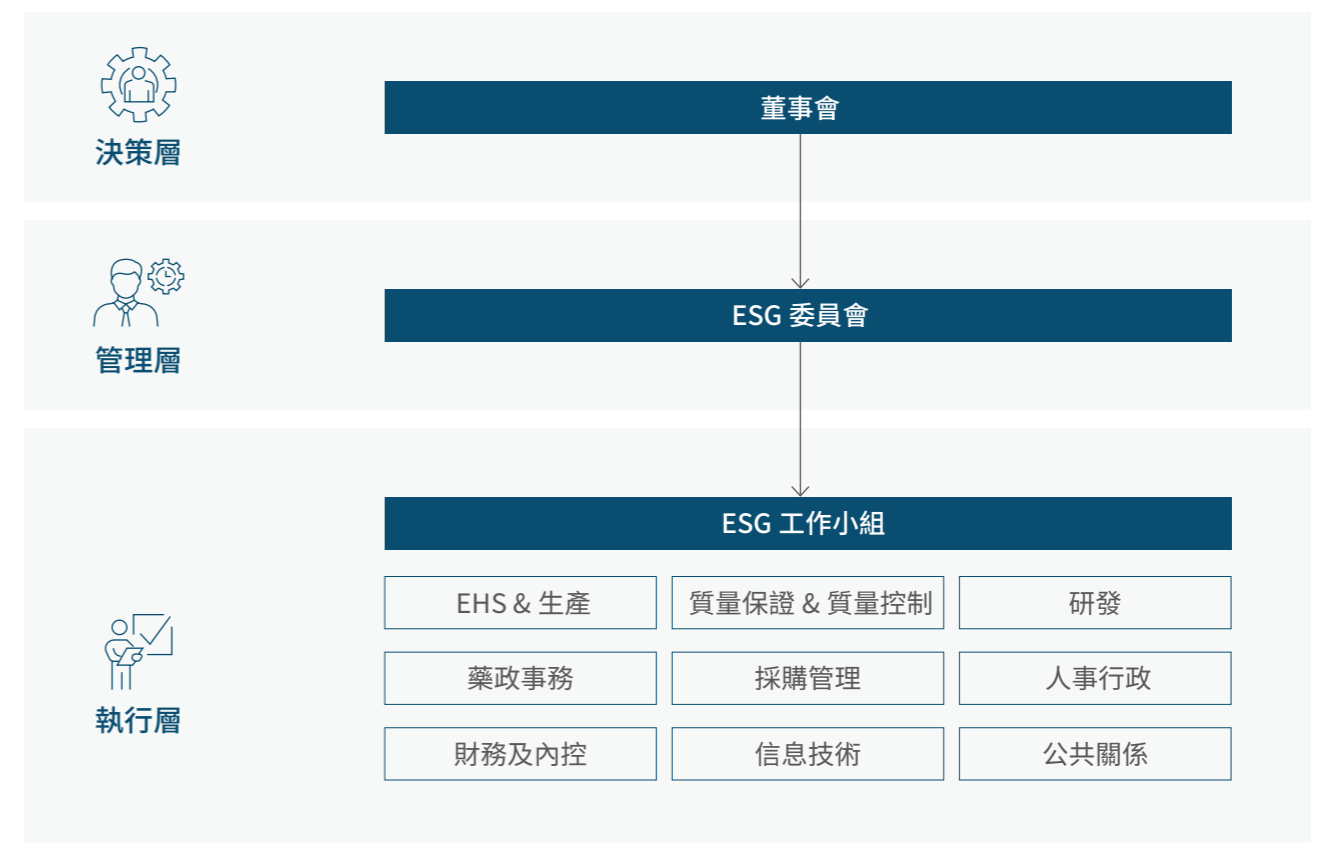 決策層
董事會
管理層
ESG 委員會
執行層
ESG 工作小組
EHS & 生產
質量保證 & 質量控制
研發
藥政事務
採購管理
人事行政
財務及內控
信息技術
公共關係